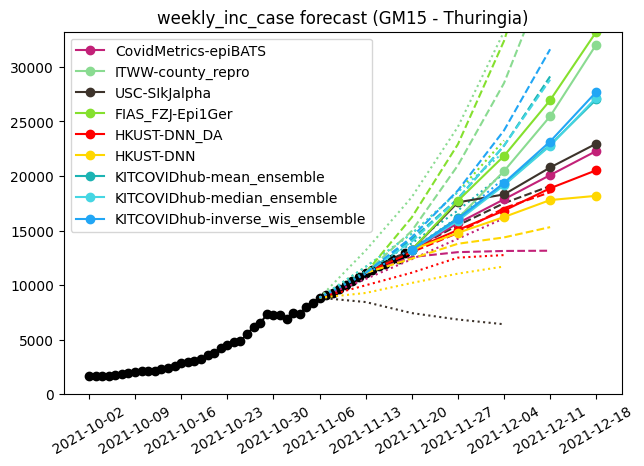 weekly_inc_case forecast (GM15 - Thuringia)
30000
25000
20000
15000
10000
5000
0
CovidMetrics-epiBATS
ITWW-county_repro
USC-SIkJalpha
FIAS_FZJ-Epi1Ger
HKUST-DNN_DA
HKUST-DNN
KITCOVIDhub-mean_ensemble
KITCOVIDhub-median_ensemble
KITCOVIDhub-inverse_wis_ensemble
2021-10-02
2021-10-09
2021-10-16
2021-10-23
2021-10-30
2021-11-06
2021-11-13
2021-11-20
2021-11-27
2021-12-04
2021-12-11
2021-12-18